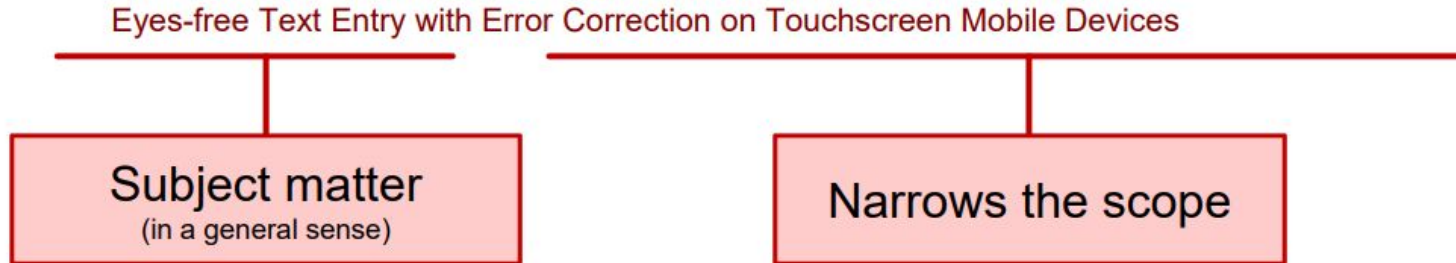 Eyes-free Text Entry with Error Correction on Touchscreen Mobile Devices
Subject matter
(in a general sense)
Narrows the scope